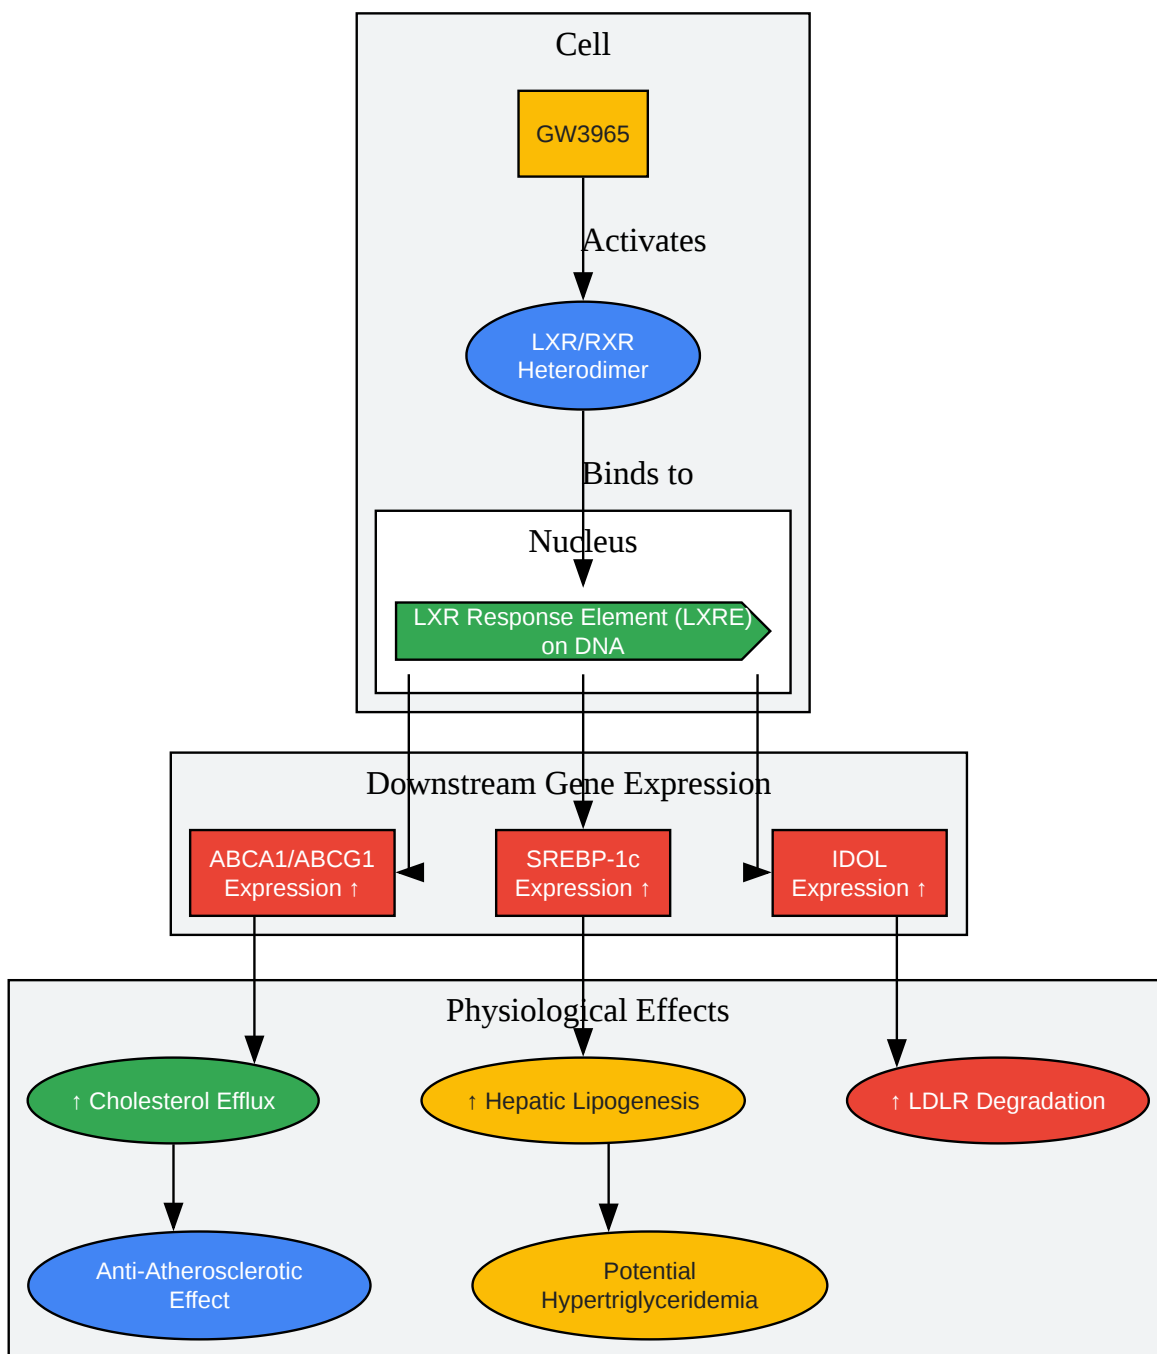 Cell
GW3965
Activates
LXR/RXR
Heterodimer
Binds to
Nucleus
LXR Response Element (LXRE)
on DNA
Downstream Gene Expression
ABCA1/ABCG1
Expression ↑
SREBP-1c
Expression ↑
IDOL
Expression ↑
Physiological Effects
↑ Cholesterol Efflux
↑ Hepatic Lipogenesis
↑ LDLR Degradation
Anti-Atherosclerotic
Effect
Potential
Hypertriglyceridemia